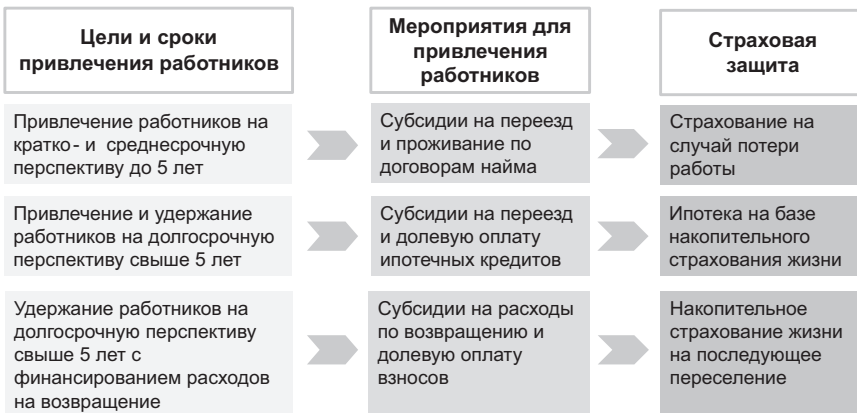 Цели и сроки
привлечения работников
Мероприятия для
привлечения
работников
Страховая
защита
Привлечение работников на
кратко- и среднесрочную
перспективу до 5 лет
Субсидии на переезд
и проживание по
договорам найма
Страхование на
случай потери
работы
Привлечение и удержание
работников на долгосрочную
перспективу свыше 5 лет
Субсидии на переезд
и долевую оплату
ипотечных кредитов
Ипотека на базе
накопительного
страхования жизни
Удержание работников на
долгосрочную перспективу
свыше 5 лет с
финансированием расходов
на возвращение
Субсидии на расходы
по возвращению и
долевую оплату
взносов
Накопительное
страхование жизни
на последующее
переселение